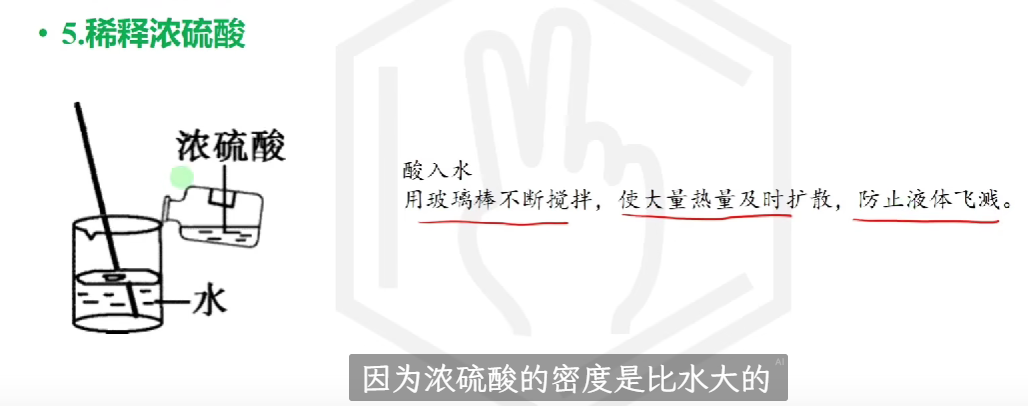 • 5.稀释浓硫酸
浓硫酸
酸入水
用玻璃棒不断搅拌，使大量热量及时扩散，防止液体飞溅。
水
AI
因为浓硫酸的密度是比水大的